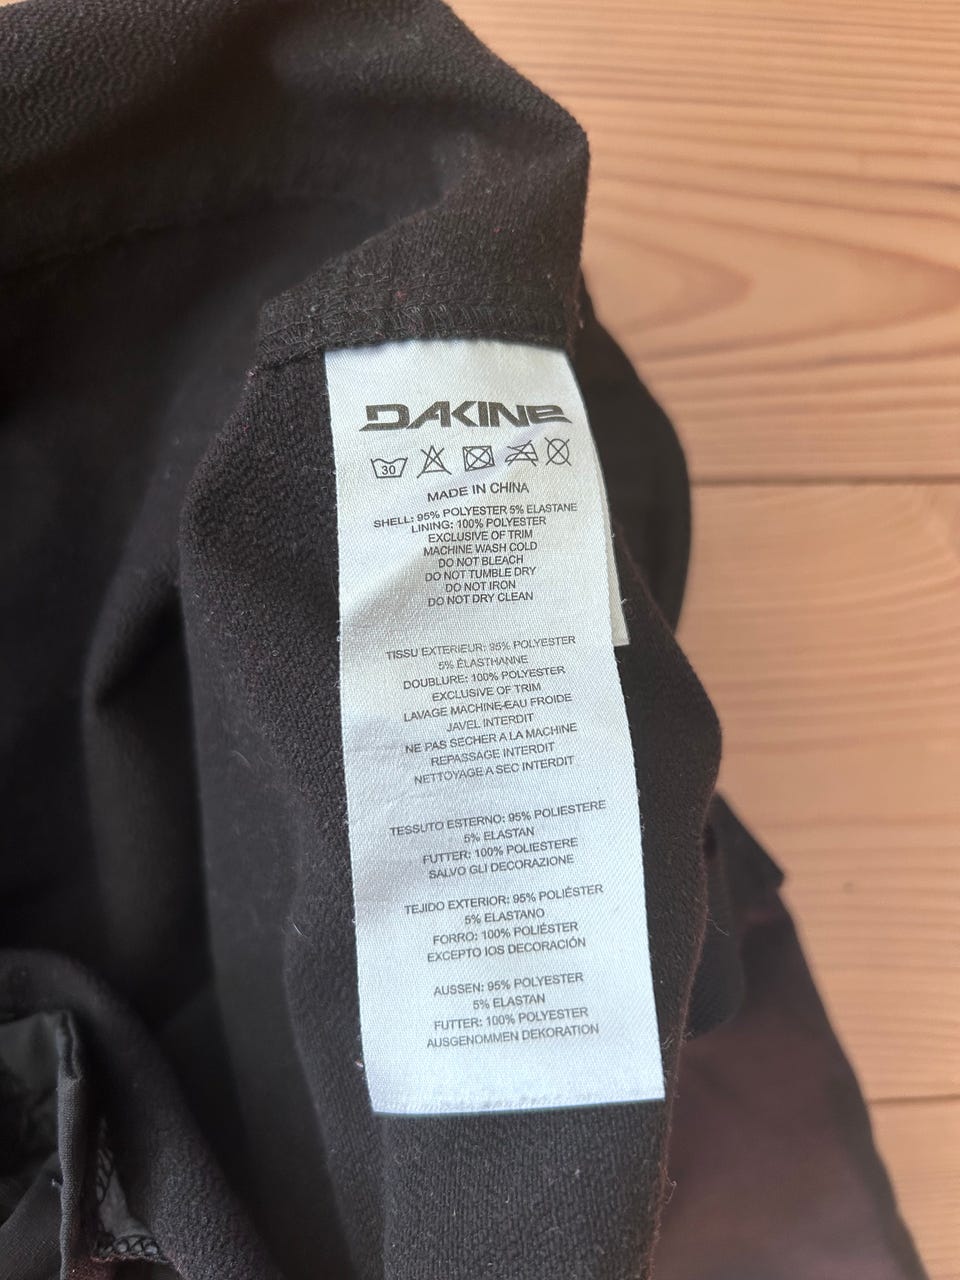 DAKINE
30
MADE IN CHINA
SHELL: 95% POLYESTER 5% ELASTANE
LINING: 100% POLYESTER
EXCLUSIVE OF TRIM
MACHINE WASH COLD
DO NOT BLEACH
DO NOT TUMBLE DRY
DO NOT IRON
DO NOT DRY CLEAN
TISSU EXTERIEUR: 95% POLYESTER
5% ÉLASTHANNE
DOUBLURE: 100% POLYESTER
EXCLUSIVE OF TRIM
LAVAGE MACHINE-EAU FROIDE
JAVEL INTERDIT
NE PAS SECHER A LA MACHINE
REPASSAGE INTERDIT
NETTOYAGE A SEC INTERDIT
TESSUTO ESTERNO: 95% POLIESTERE
5% ELASTAN
FUTTER: 100% POLIESTERE
SALVO GLI DECORAZIONE
TEJIDO EXTERIOR: 95% POLIÉSTER
5% ELASTANO
FORRO: 100% POLIÉSTER
EXCEPTO IOS DECORACIÓN
AUSSEN: 95% POLYESTER
5% ELASTAN
FUTTER: 100% POLYESTER
AUSGENOMMEN DEKORATION